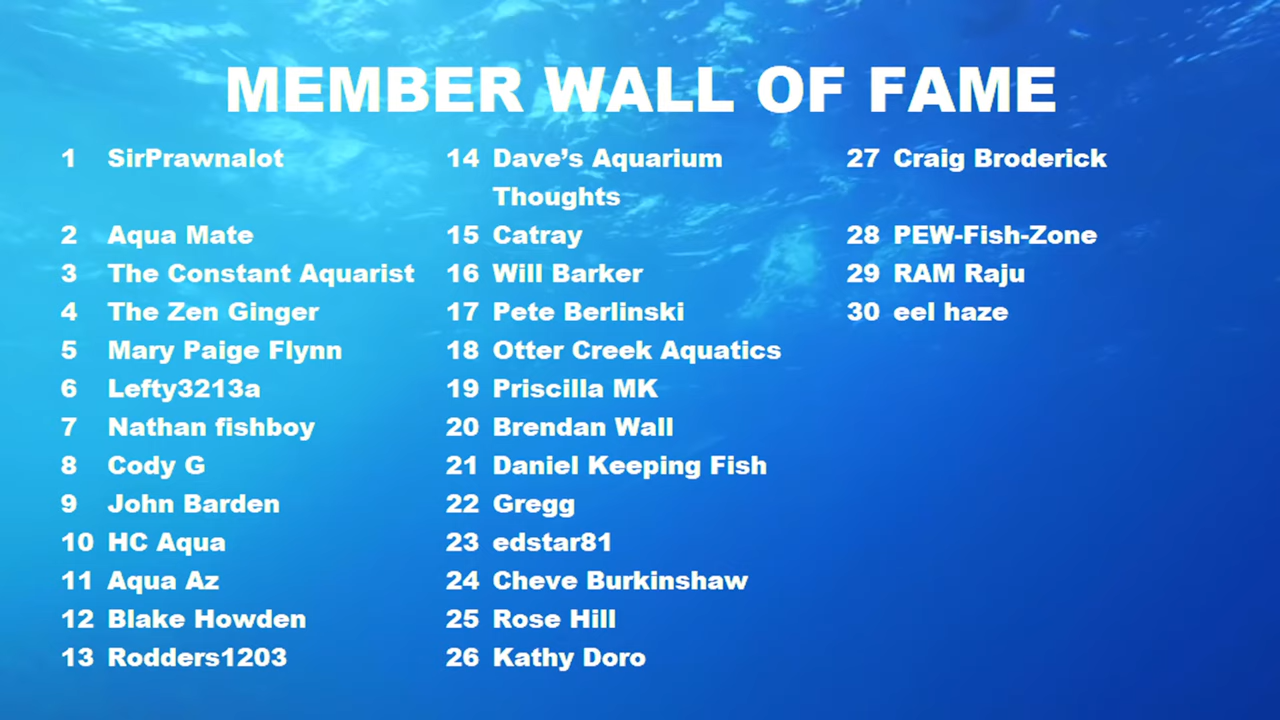 MEMBER WALL OF FAME
1 SirPrawnalot
2 Aqua Mate
3 The Constant Aquarist
4 The Zen Ginger
5 Mary Paige Flynn
6 Lefty3213a
7 Nathan fishboy
8 Cody G
9 John Barden
10 HC Aqua
11 Aqua Az
12 Blake Howden
13 Rodders1203
14 Dave’s Aquarium
Thoughts
15 Catray
16 Will Barker
17 Pete Berlinski
18 Otter Creek Aquatics
19 Priscilla MK
20 Brendan Wall
21 Daniel Keeping Fish
22 Gregg
23 edstar81
24 Cheve Burkinshaw
25 Rose Hill
26 Kathy Doro
27 Craig Broderick
28 PEW-Fish-Zone
29 RAM Raju
30 eel haze